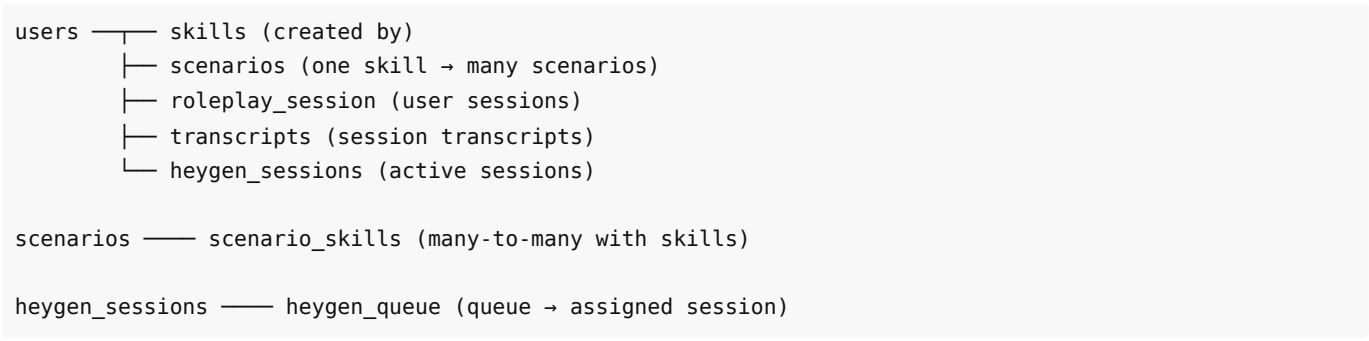 users ──┬── skills (created by)
        ├── scenarios (one skill → many scenarios)
        ├── roleplay_session (user sessions)
        ├── transcripts (session transcripts)
        └── heygen_sessions (active sessions)

scenarios ──── scenario_skills (many-to-many with skills)

heygen_sessions ──── heygen_queue (queue → assigned session)